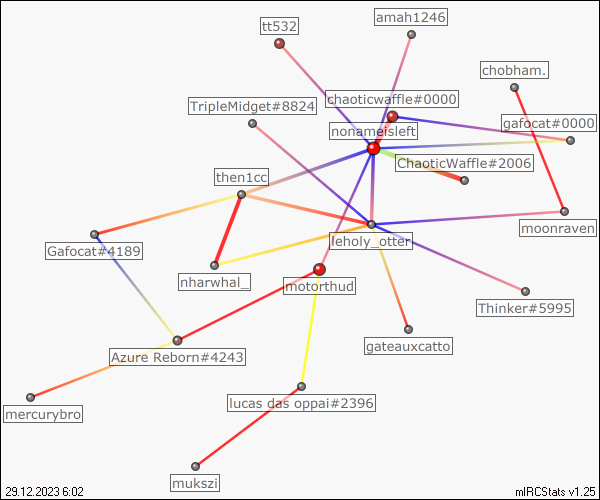 amah1246
tt532
chobham.
chaoticwaffle#0000
TripleMidget#8824
gafocat#0000
nonameisleft
ChaoticWaffle#2006
then1cc
moonraven
leholy_otter
Gafocat#4189
nharwhal_
motorthud
Thinker#5995
gateauxcatto
Azure Reborn#4243
lucas das oppai#2396
mercurybro
mukszi
29.12.2023 6:02
mIRCStats v1.25